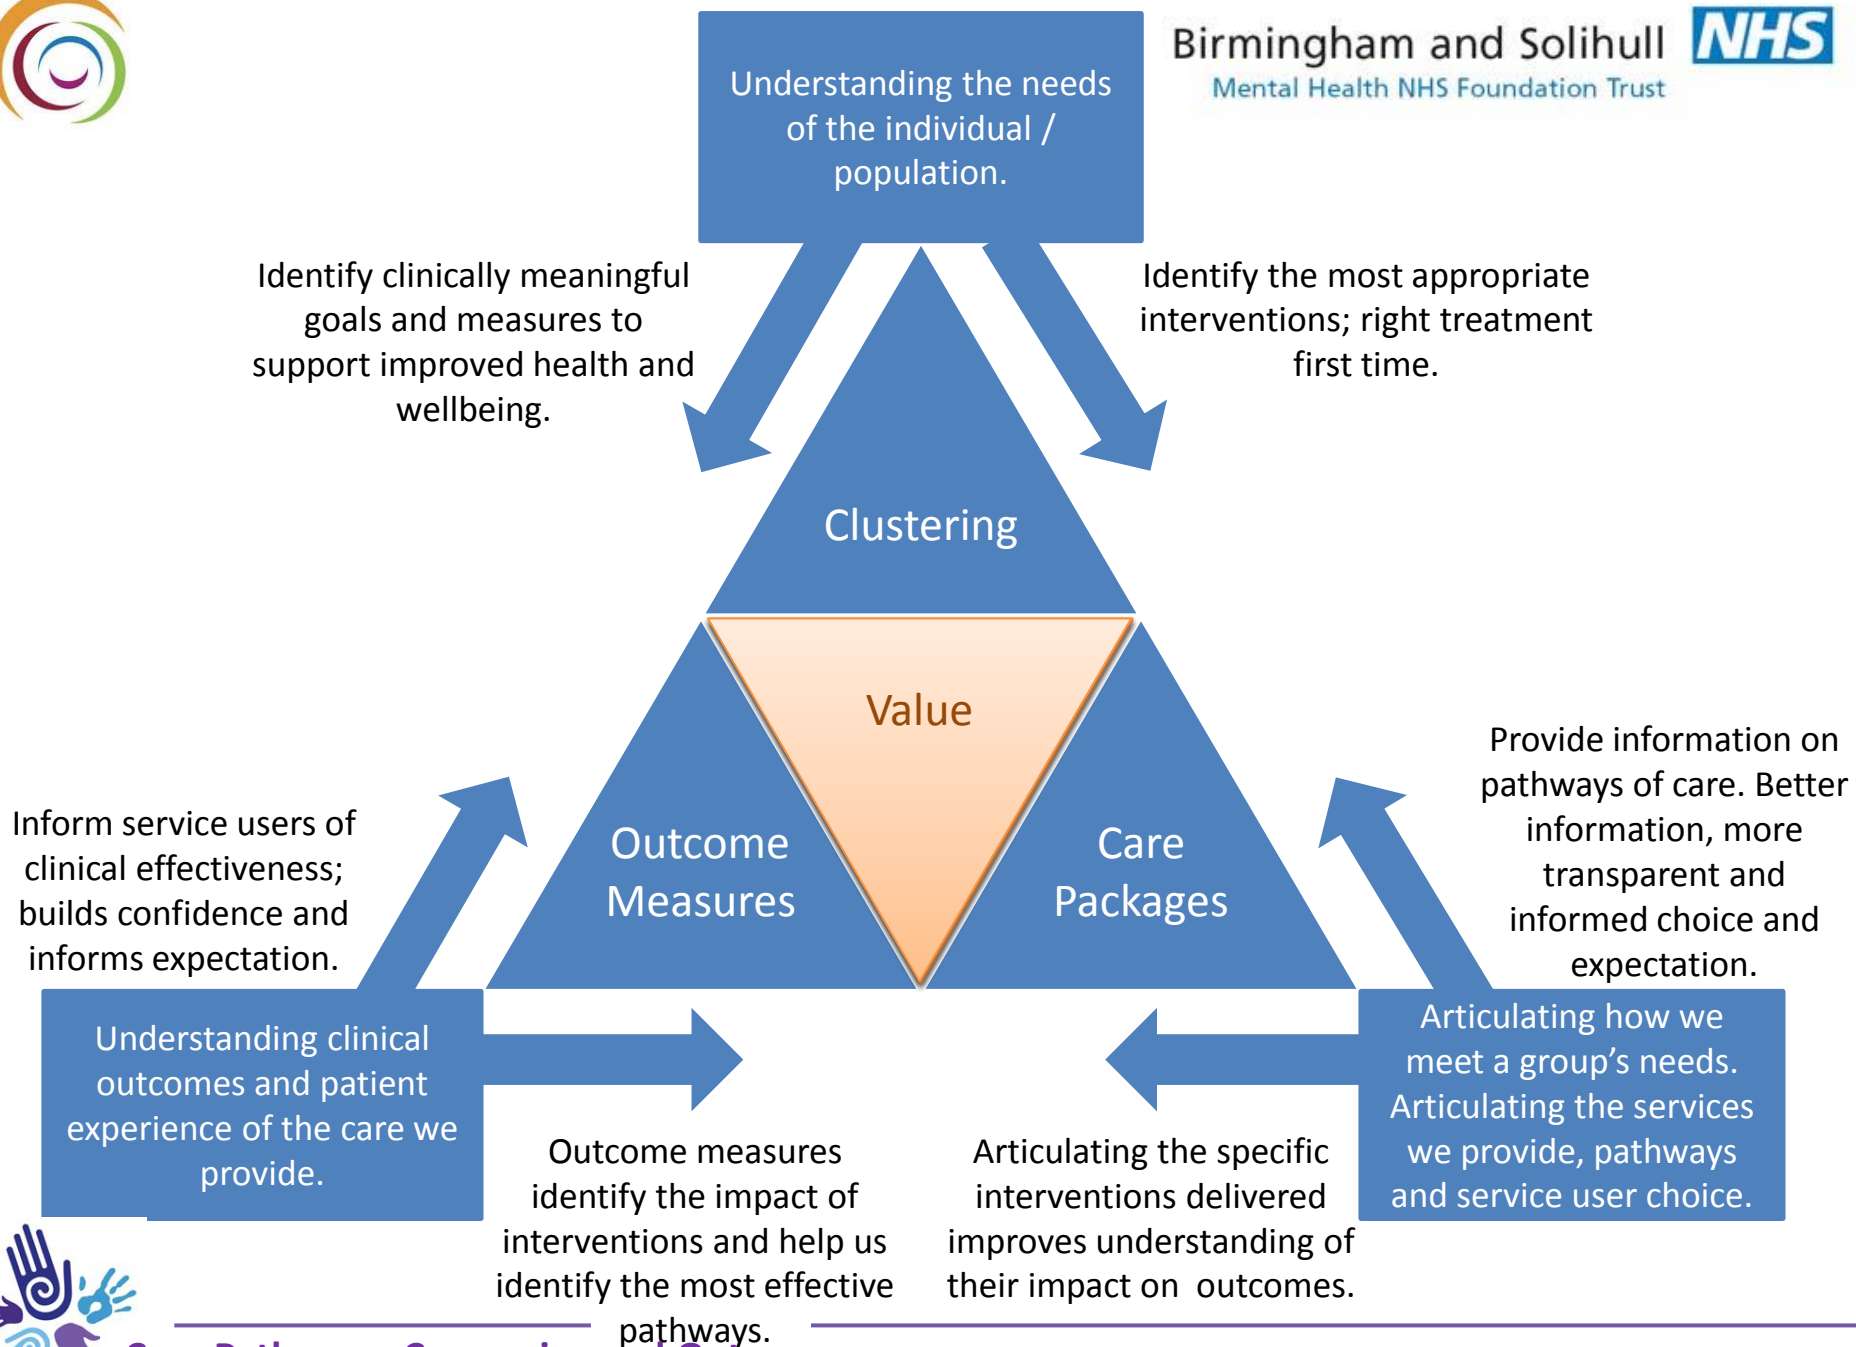 Birmingham and Solihull NHS
Mental Health NHS Foundation Trust
Understanding the needs
of the individual /
population.
Identify clinically meaningful
goals and measures to
support improved health and
wellbeing.
Identify the most appropriate
interventions; right treatment
first time.
Clustering
Value
Outcome
Measures
Care
Packages
Inform service users of
clinical effectiveness;
builds confidence and
informs expectation.
Provide information on
pathways of care. Better
information, more
transparent and
informed choice and
expectation.
Understanding clinical
outcomes and patient
experience of the care we
provide.
Articulating how we
meet a group’s needs.
Articulating the services
we provide, pathways
and service user choice.
Outcome measures
identify the impact of
interventions and help us
identify the most effective
pathways.
Articulating the specific
interventions delivered
improves understanding of
their impact on  outcomes.